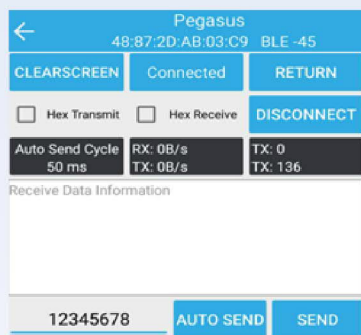 Pegasus
48:87:2D:AB:03:C9 BLE -45
CLEARSCREEN Connected RETURN
Hex Transmit Hex Receive DISCONNECT
Auto Send Cycle RX: 0B/s TX: 0
50 ms TX: 0B/s TX: 136
Receive Data Information
12345678 AUTO SEND SEND